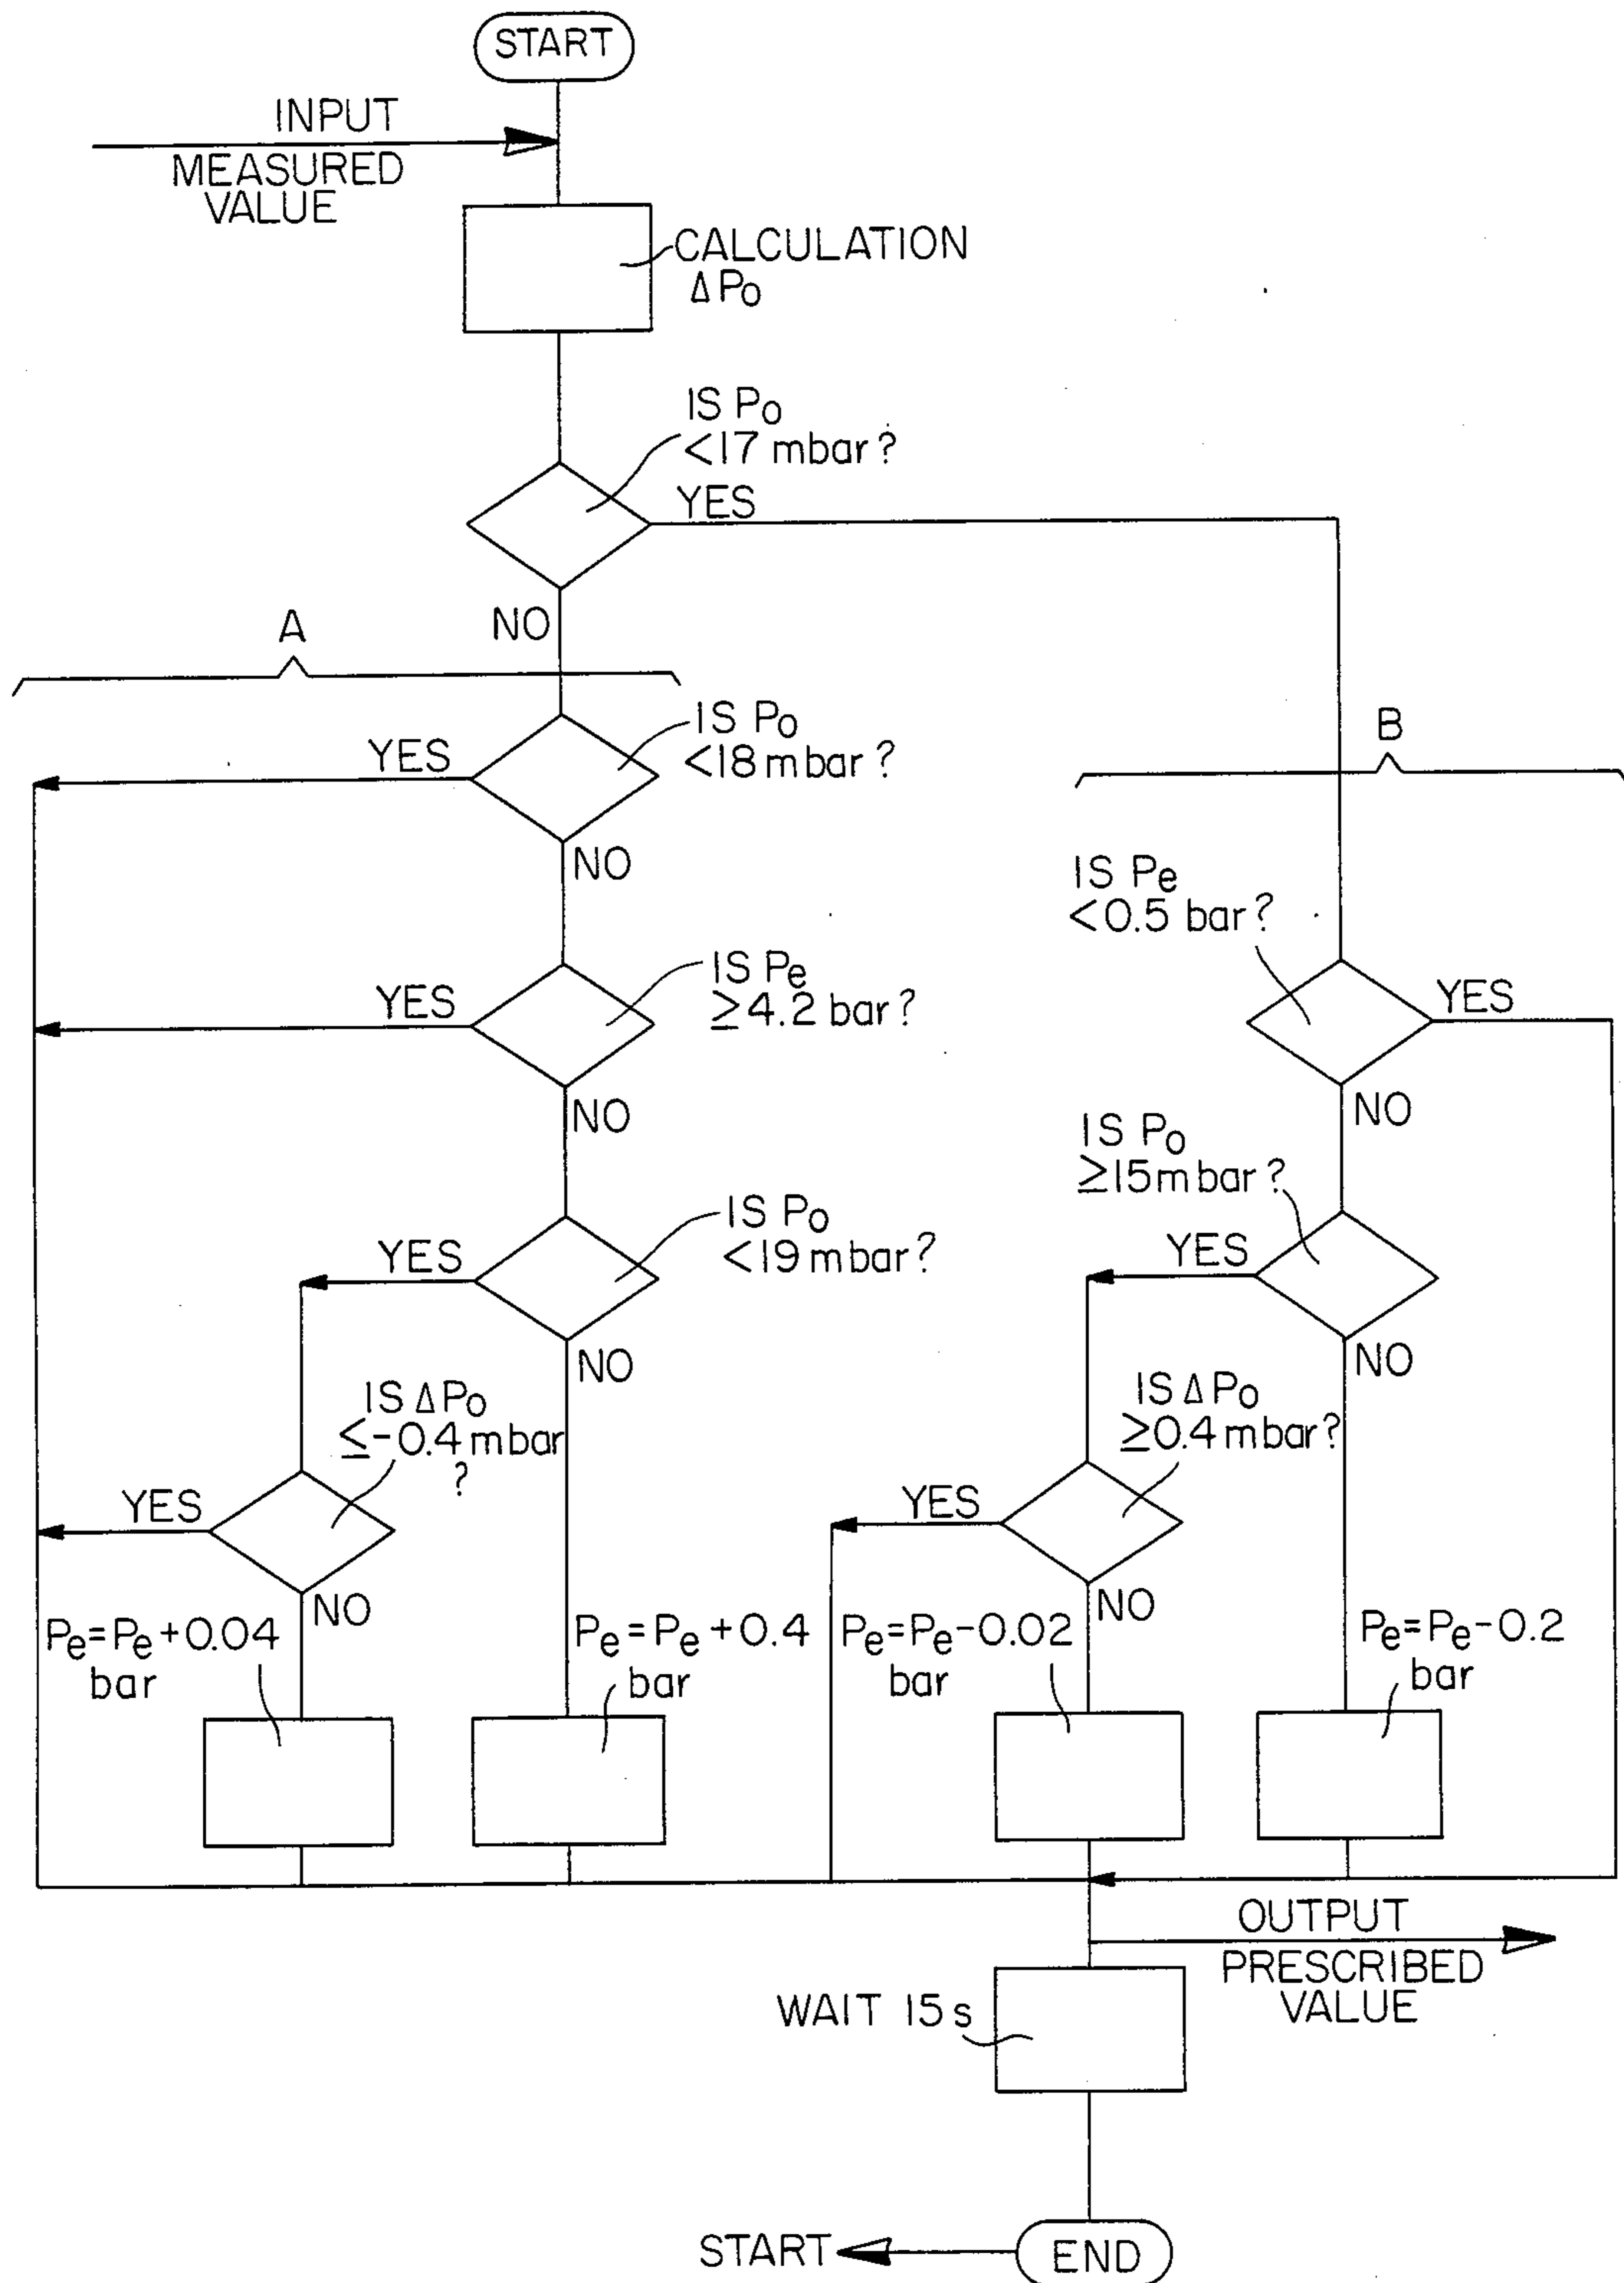 START
INPUT
MEASURED
VALUE
CALCULATION
ΔPo
IS Po
<17 mbar?
YES
NO
A
IS Po
<18 mbar?
YES
NO
B
IS Pe
≥4.2 bar?
YES
NO
IS Pe
<0.5 bar?
YES
NO
IS Po
<19 mbar?
YES
NO
IS Po
≥15 mbar?
YES
NO
IS ΔPo
≤-0.4 mbar
?
YES
NO
IS ΔPo
≥0.4 mbar?
YES
NO
Pe=Pe+0.04
bar
Pe=Pe+0.4
bar
Pe=Pe-0.02
bar
Pe=Pe-0.2
bar
OUTPUT
PRESCRIBED
VALUE
WAIT 15s
START
END